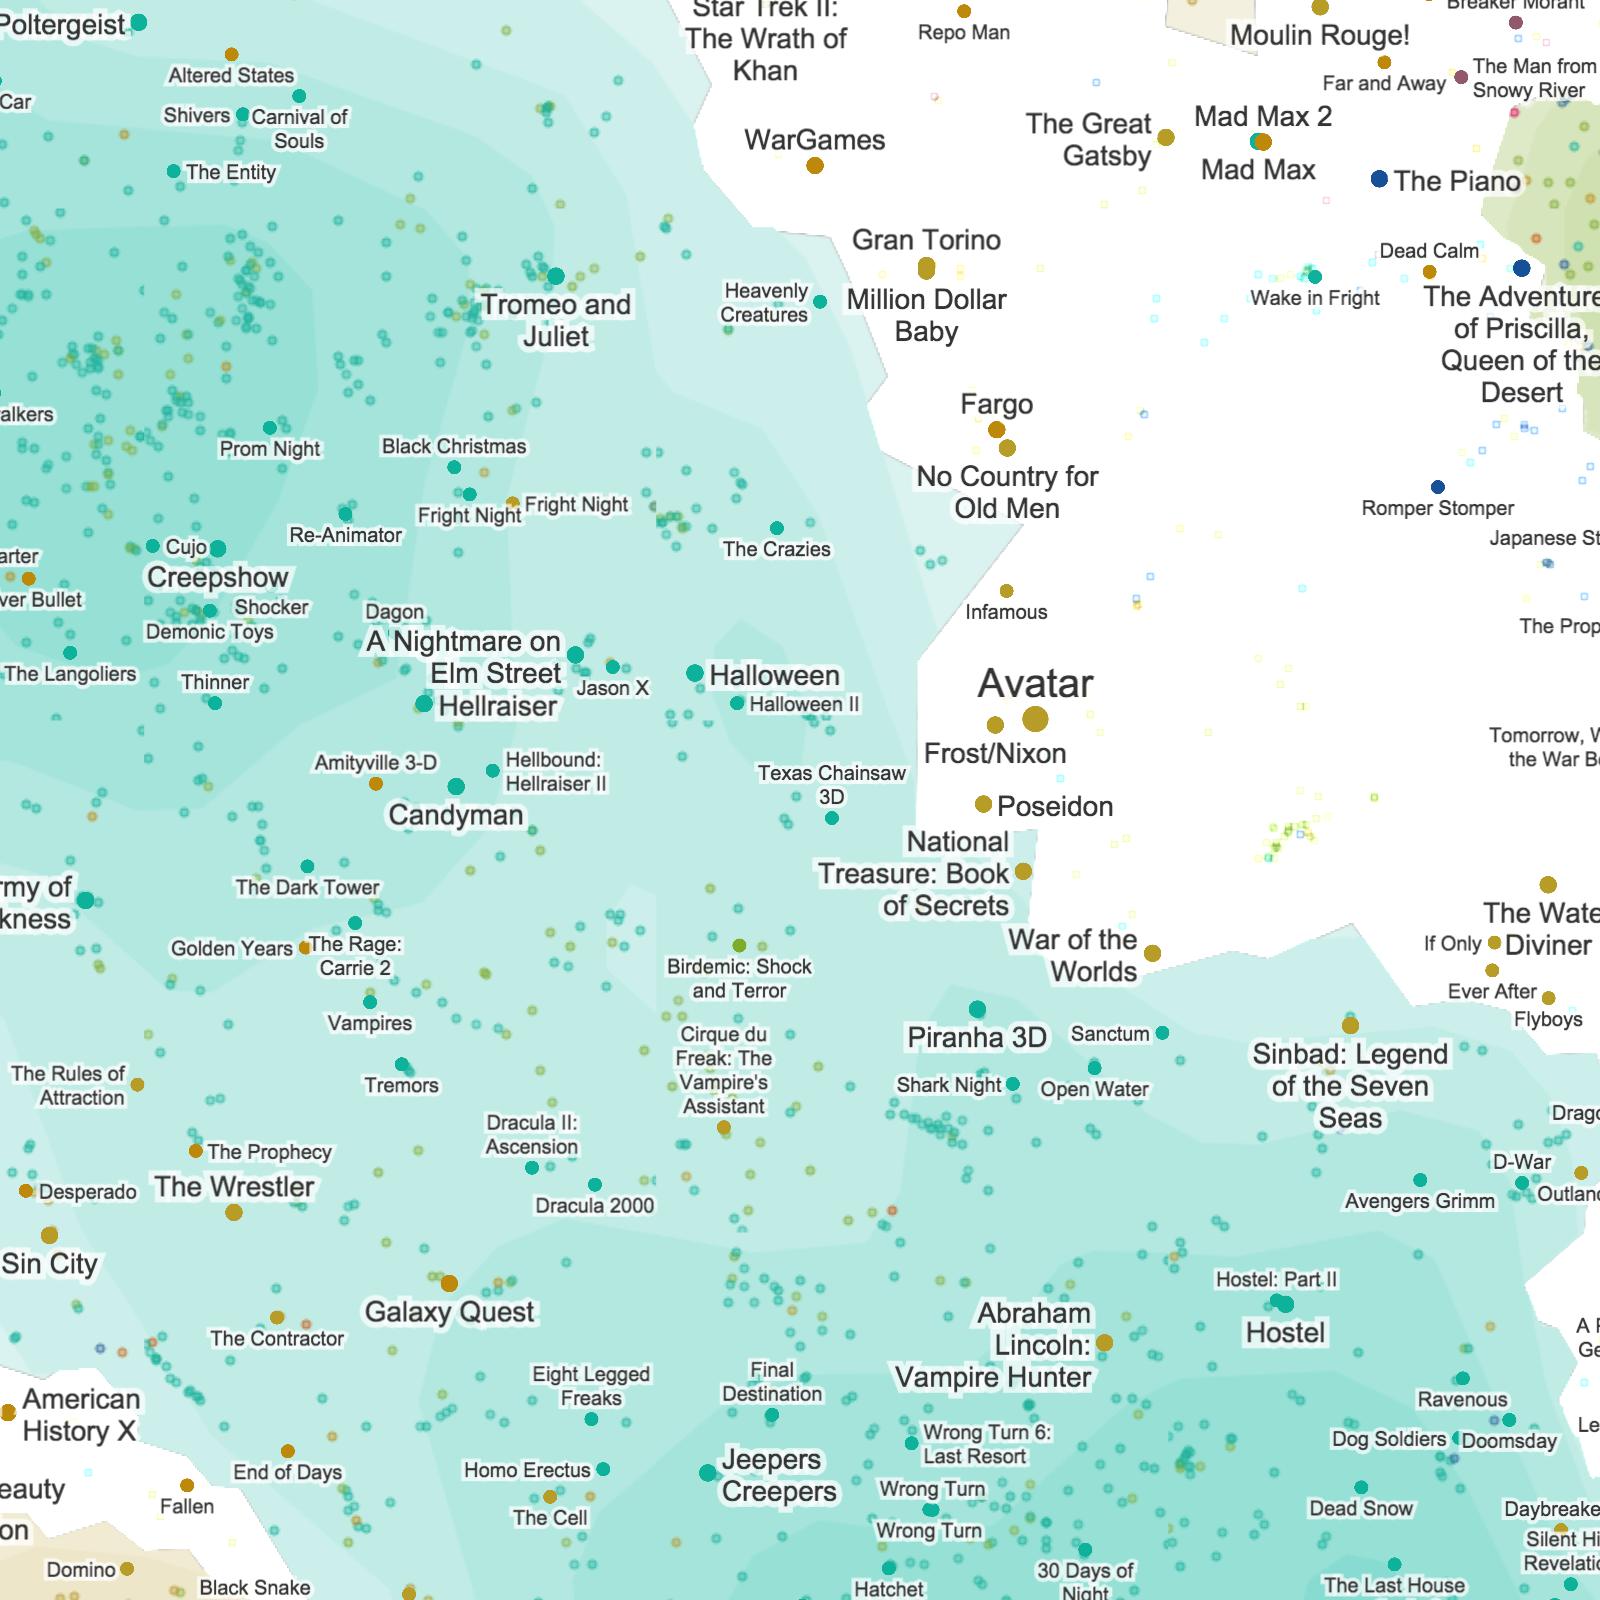 Poltergeist
Star Trek II:
The Wrath of
Khan
Repo Man
Moulin Rouge!
Breaker Morant
Altered States
Far and Away
The Man from
Snowy River
Car
Shivers
Carnival of
Souls
WarGames
The Great
Gatsby
Mad Max 2
Mad Max
The Entity
The Piano
Gran Torino
Million Dollar
Baby
Heavenly
Creatures
Tromeo and
Juliet
Dead Calm
Wake in Fright
The Adventure
of Priscilla,
Queen of the
Desert
alkers
Fargo
No Country for
Old Men
Prom Night
Black Christmas
Fright Night
Fright Night
Re-Animator
The Crazies
Romper Stomper
Japanese St
Cujo
Creepshow
arter
ver Bullet
Shocker
Demonic Toys
Dagon
Infamous
The Prop
A Nightmare on
Elm Street
Jason X
The Langoliers
Thinner
Hellraiser
Halloween
Halloween II
Avatar
Frost/Nixon
Tomorrow, W
the War Be
Amityville 3-D
Hellbound:
Hellraiser II
Candyman
Texas Chainsaw
3D
Poseidon
National
Treasure: Book
of Secrets
rmy of
kness
The Dark Tower
Golden Years
The Rage:
Carrie 2
Vampires
Birdemic: Shock
and Terror
War of the
Worlds
The Wate
Diviner
If Only
Ever After
Flyboys
Piranha 3D
Sanctum
Shark Night
Open Water
Sinbad: Legend
of the Seven
Seas
Cirque du
Freak: The
Vampire's
Assistant
The Rules of
Attraction
Tremors
Dracula II:
Ascension
Dracula 2000
Drago
D-War
Outland
Avengers Grimm
The Prophecy
The Wrestler
Desperado
Sin City
Galaxy Quest
The Contractor
Hostel: Part II
Hostel
Abraham
Lincoln:
Vampire Hunter
A F
Ge
Eight Legged
Freaks
Final
Destination
American
History X
Ravenous
Le
Dog Soldiers
Doomsday
Wrong Turn 6:
Last Resort
Wrong Turn
Wrong Turn
End of Days
Homo Erectus
The Cell
Jeepers
Creepers
eauty
on
Fallen
Dead Snow
Daybreake
Silent Hi
Revelatio
Domino
Black Snake
Hatchet
30 Days of
Night
The Last House